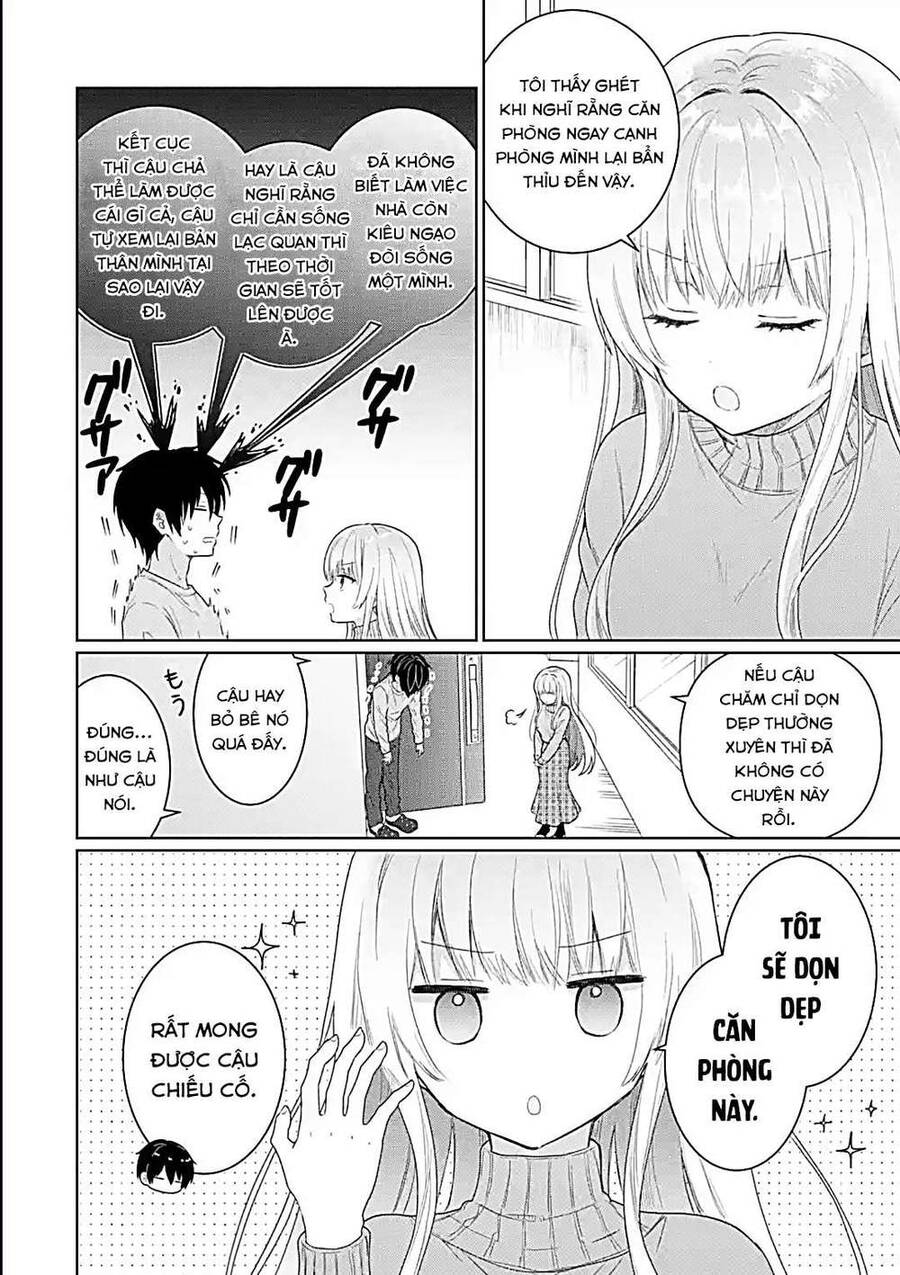 TÔI THẤY GHÉT
KHI NGHĨ RẰNG CĂN
PHÒNG NGAY CẠNH
PHÒNG MÌNH LẠI BẨN
THỈU ĐẾN VẬY.
ĐÃ KHÔNG
BIẾT LÀM VIỆC
NHÀ CÒN
KIÊU NGẠO
ĐÒI SỐNG
MỘT MÌNH.
HAY LÀ CẬU
NGHĨ RẰNG
CHỈ CẦN SỐNG
LẠC QUAN THÌ
THEO THỜI
GIAN SẼ TỐT
LÊN ĐƯỢC
À.
KẾT CỤC
THÌ CẬU CHẢ
THỂ LÀM ĐƯỢC
CÁI GÌ CẢ, CẬU
TỰ XEM LẠI BẢN
THÂN MÌNH TẠI
SAO LẠI VẬY
ĐI.
グサ
グサ
グサァ
NẾU CẬU
CHĂM CHỈ DỌN
DẸP THƯỜNG
XUYÊN THÌ ĐÃ
KHÔNG CÓ
CHUYỆN NÀY
RỒI.
CẬU HAY
BỎ BÊ NÓ
QUÁ ĐẤY.
もう
ĐÚNG...
ĐÚNG LÀ
NHƯ CẬU
NÓI.
TÔI
SẼ DỌN
DẸP
CĂN
PHÒNG
NÀY.
RẤT MONG
ĐƯỢC CẬU
CHIẾU CỐ.